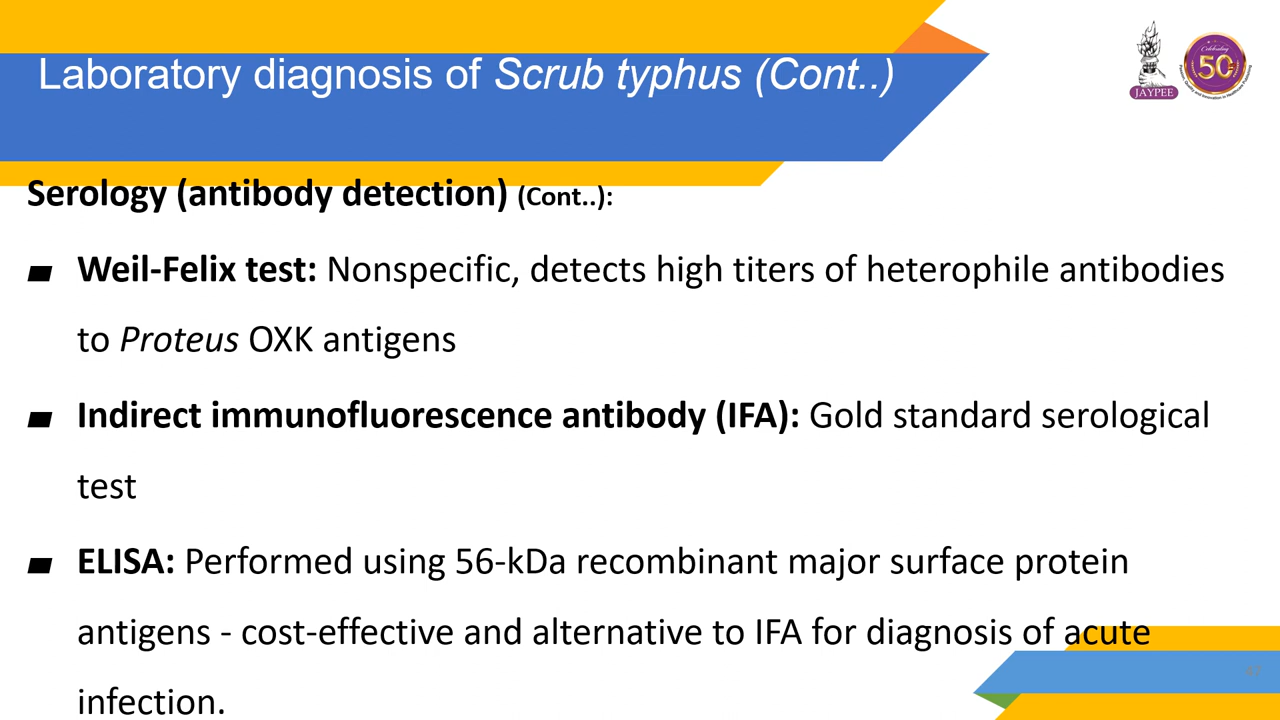 Laboratory diagnosis of Scrub typhus (Cont..)
JAYPEE
Celebrating
50
Serology (antibody detection) (Cont..):
Weil-Felix test: Nonspecific, detects high titers of heterophile antibodies
to Proteus OXK antigens
Indirect immunofluorescence antibody (IFA): Gold standard serological
test
ELISA: Performed using 56-kDa recombinant major surface protein
antigens - cost-effective and alternative to IFA for diagnosis of acute
infection.